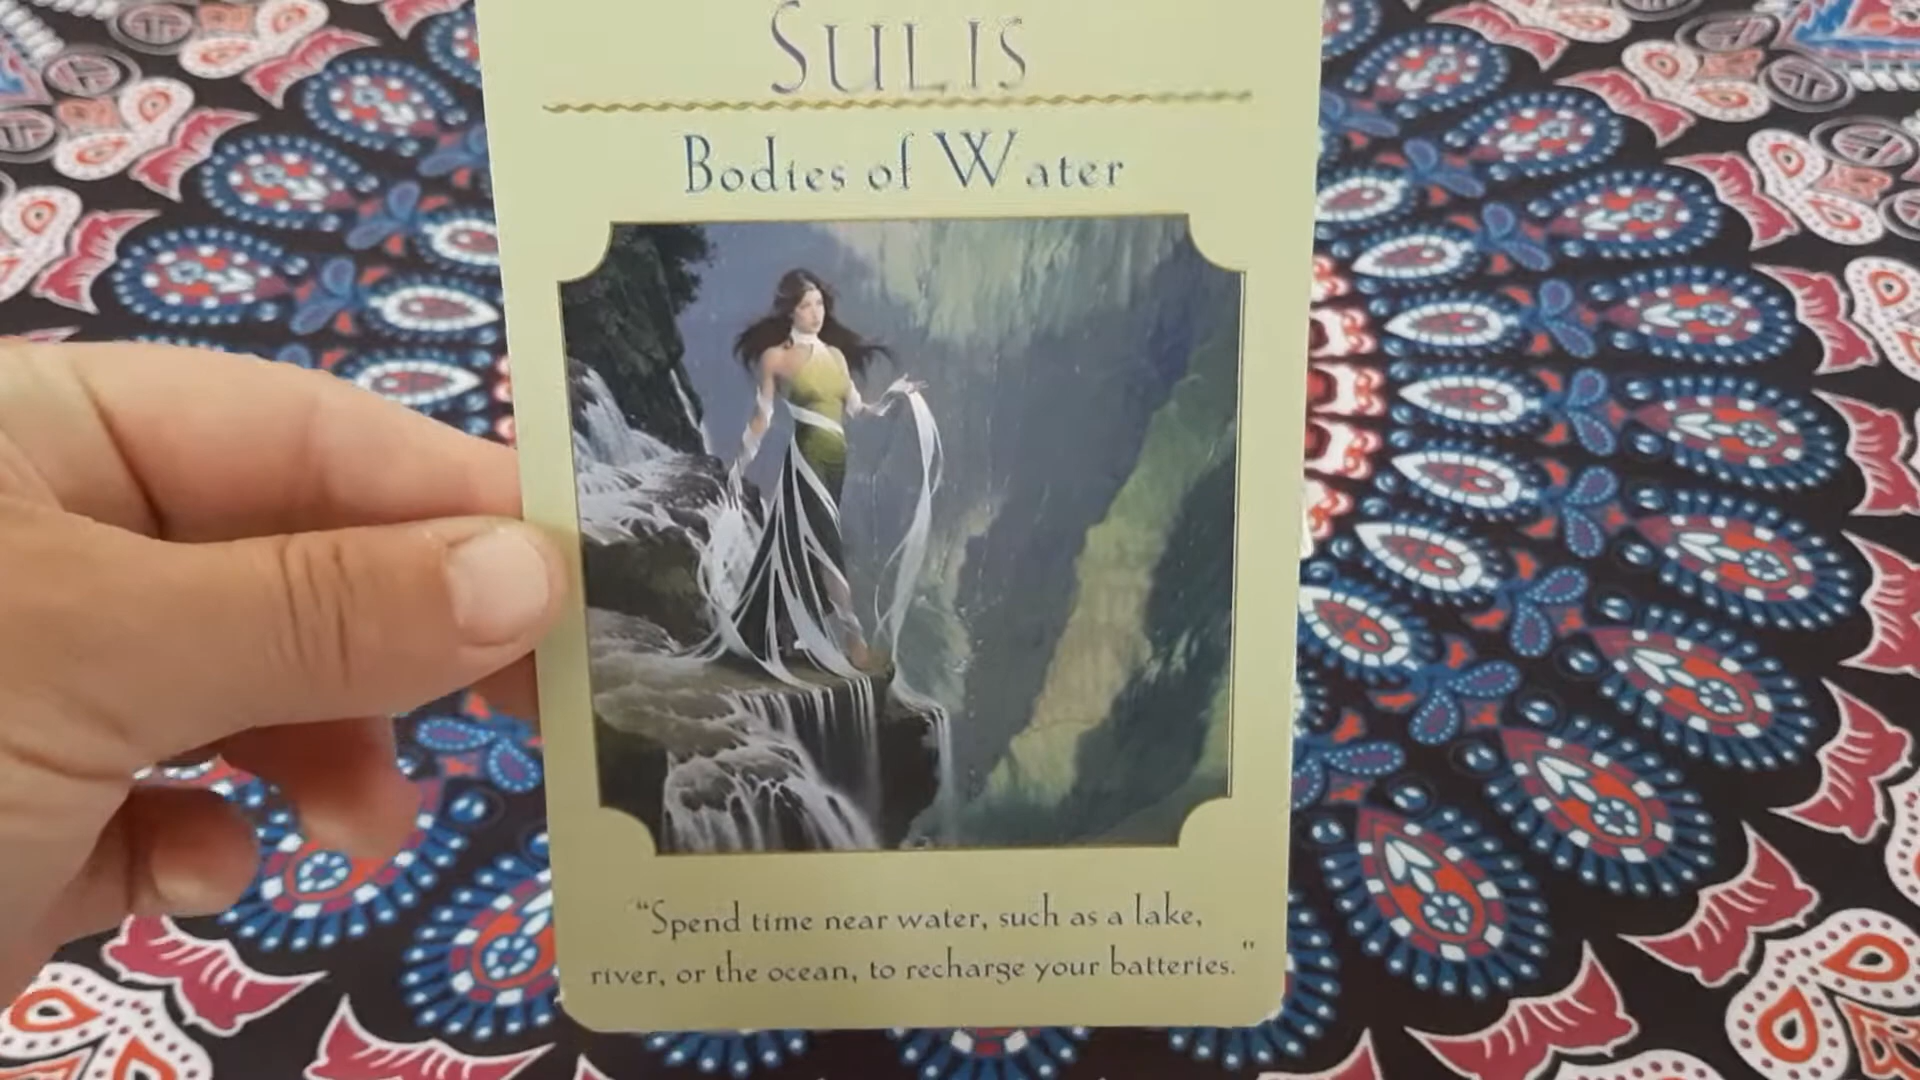 SULIS
Bodies of Water
“Spend time near water, such as a lake,
river, or the ocean, to recharge your batteries.”